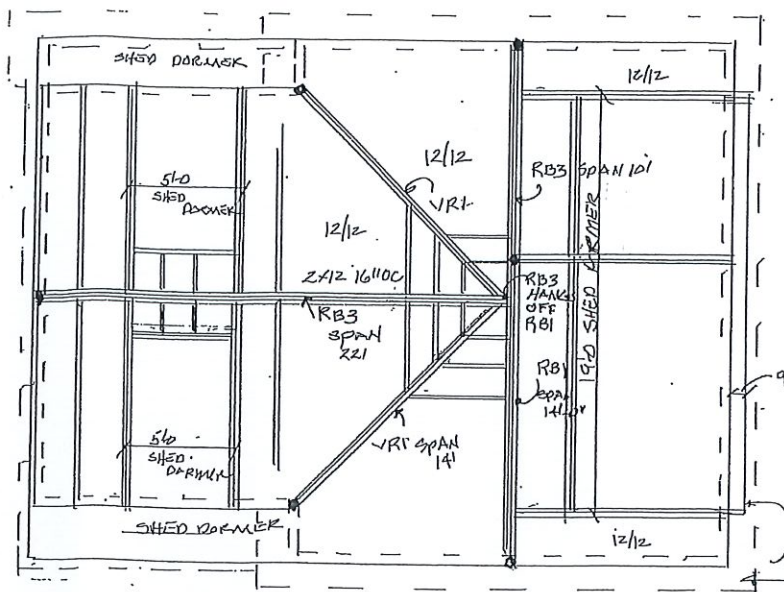 SHED DORMER
12/12
12/12
VR1
RB3 SPAN 10'
5'0
SHED
DORMER
12/12
19'0 SHED DORMER
2x12 16"OC
RB3
SPAN
22'
RB3
HANGS
OFF
RB1
RB1
SPAN
14'-0"
5'0
SHED
DORMER
VR1 SPAN
14'
SHED DORMER
12/12